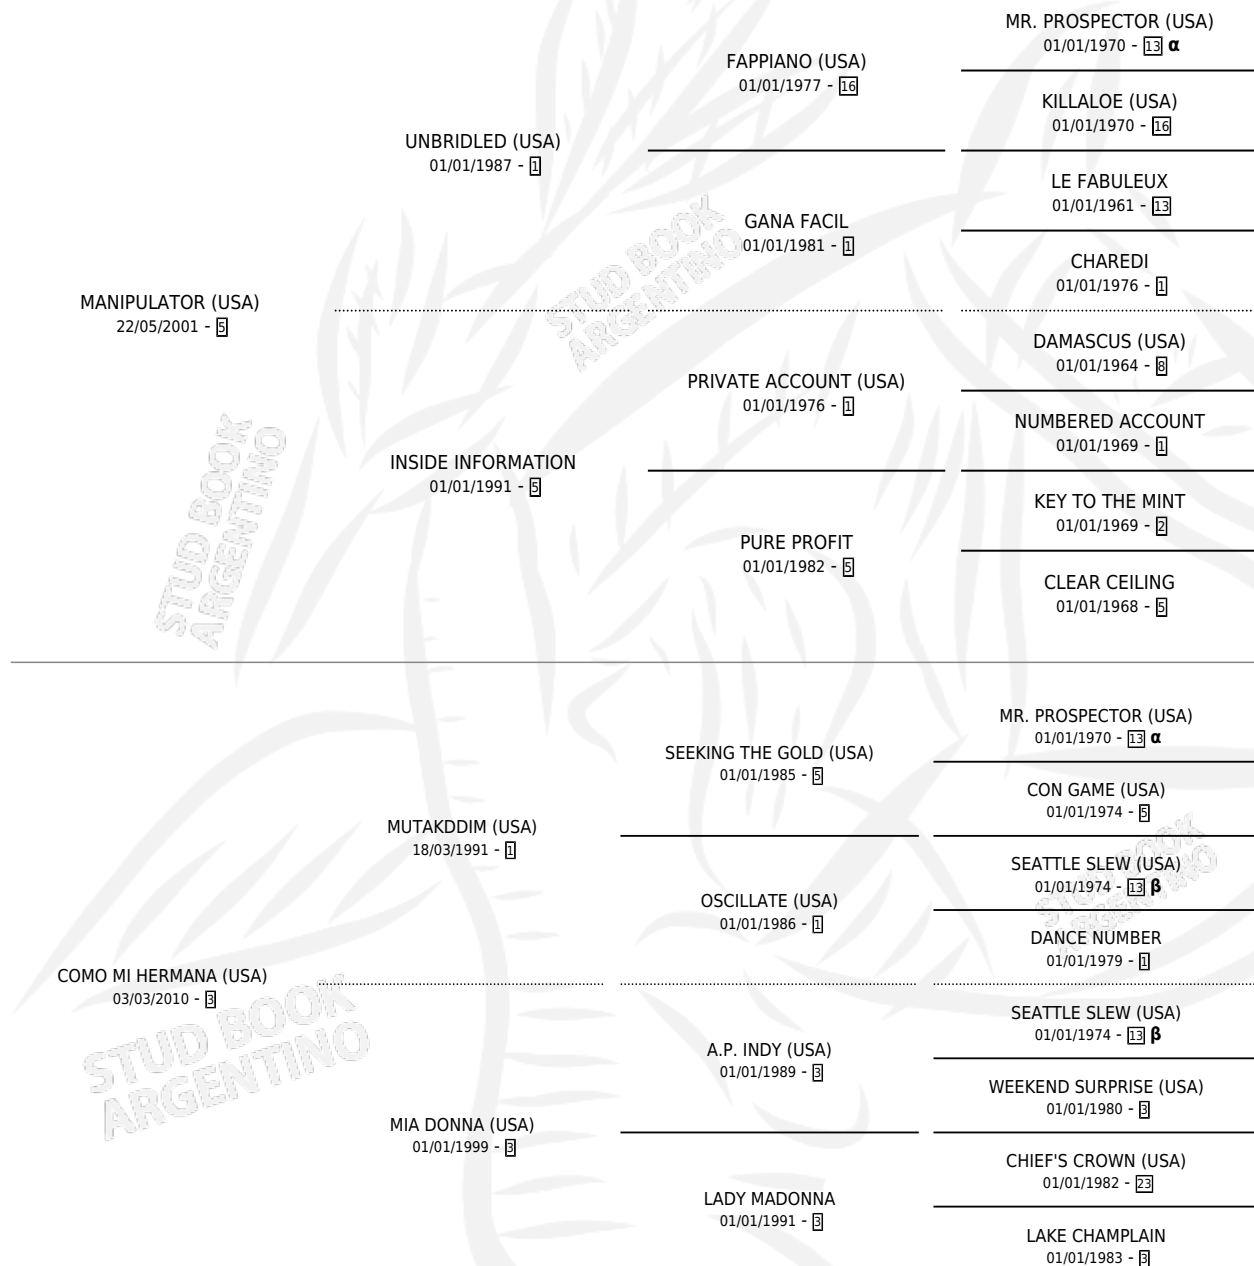 MR. PROSPECTOR (USA)
01/01/1970 - 13 α
FAPPIANO (USA)
01/01/1977 - 16
KILLALOE (USA)
01/01/1970 - 16
UNBRIDLED (USA)
01/01/1987 - 1
LE FABULEUX
01/01/1961 - 13
GANA FACIL
01/01/1981 - 1
CHAREDI
01/01/1976 - 1
MANIPULATOR (USA)
22/05/2001 - 5
DAMASCUS (USA)
01/01/1964 - 8
PRIVATE ACCOUNT (USA)
01/01/1976 - 1
NUMBERED ACCOUNT
01/01/1969 - 1
INSIDE INFORMATION
01/01/1991 - 5
KEY TO THE MINT
01/01/1969 - 2
PURE PROFIT
01/01/1982 - 5
CLEAR CEILING
01/01/1968 - 5
MR. PROSPECTOR (USA)
01/01/1970 - 13 α
SEEKING THE GOLD (USA)
01/01/1985 - 5
CON GAME (USA)
01/01/1974 - 5
MUTAKDDIM (USA)
18/03/1991 - 1
SEATTLE SLEW (USA)
01/01/1974 - 13 β
OSCILLATE (USA)
01/01/1986 - 1
DANCE NUMBER
01/01/1979 - 1
COMO MI HERMANA (USA)
03/03/2010 - 3
SEATTLE SLEW (USA)
01/01/1974 - 13 β
A.P. INDY (USA)
01/01/1989 - 3
WEEKEND SURPRISE (USA)
01/01/1980 - 3
MIA DONNA (USA)
01/01/1999 - 3
CHIEF'S CROWN (USA)
01/01/1982 - 23
LADY MADONNA
01/01/1991 - 3
LAKE CHAMPLAIN
01/01/1983 - 3
STUD BOOK
ARGENTINO
STUD BOOK
ARGENTINO
STUD BOOK
ARGENTINO
STUD BOOK
ARGENTINO